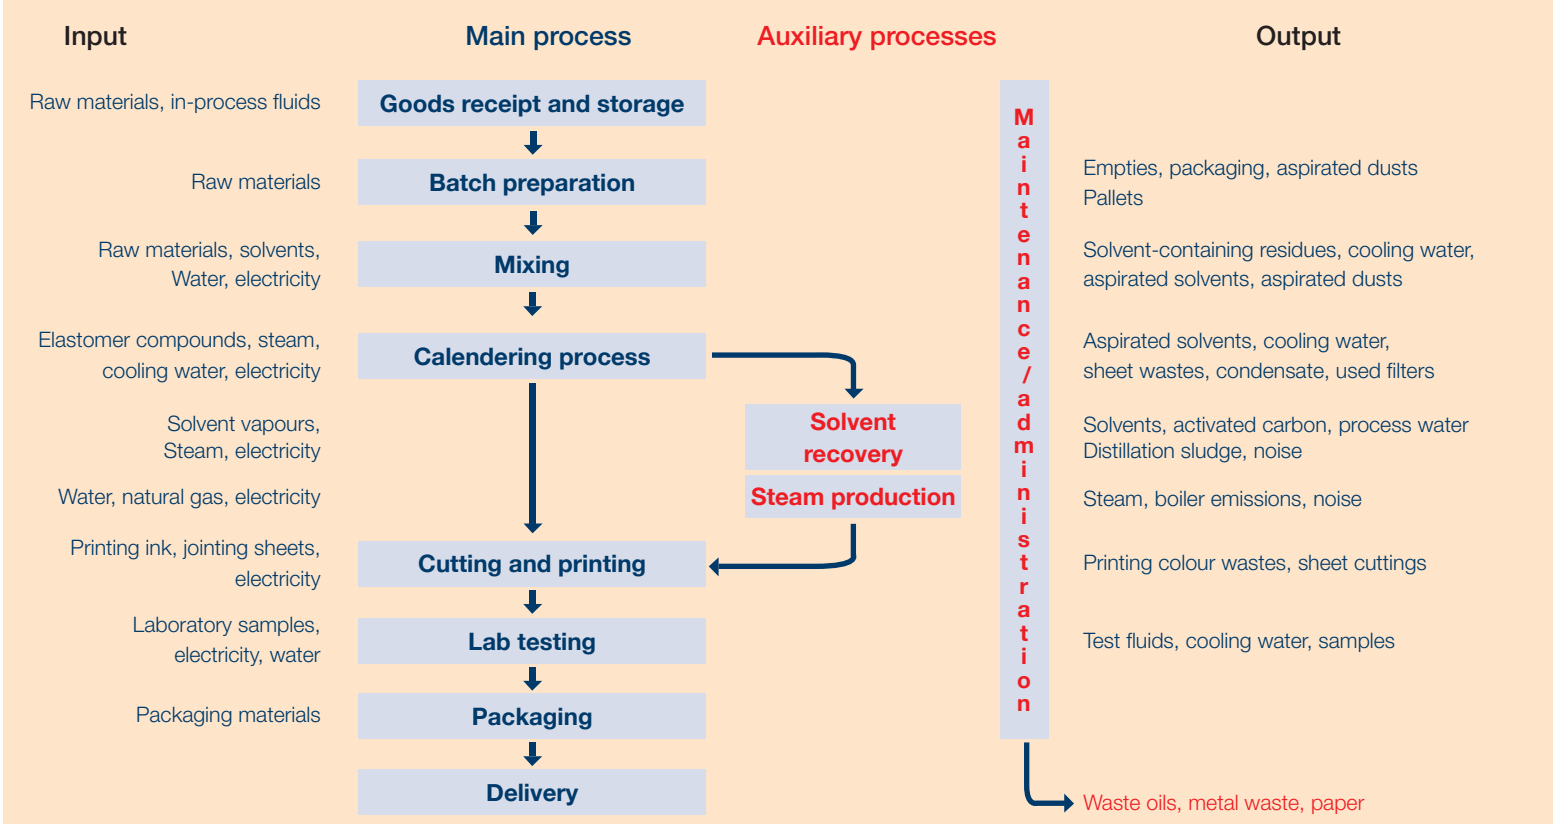 Input
Main process
Auxiliary processes
Output
Raw materials, in-process fluids
Goods receipt and storage
Raw materials
Batch preparation
Empties, packaging, aspirated dusts
Pallets
Raw materials, solvents,
Water, electricity
Mixing
Solvent-containing residues, cooling water,
aspirated solvents, aspirated dusts
Elastomer compounds, steam,
cooling water, electricity
Calendering process
Aspirated solvents, cooling water,
sheet wastes, condensate, used filters
Solvent vapours,
Steam, electricity
Solvent
recovery
Solvents, activated carbon, process water
Distillation sludge, noise
Water, natural gas, electricity
Steam production
Steam, boiler emissions, noise
Printing ink, jointing sheets,
electricity
Cutting and printing
Printing colour wastes, sheet cuttings
Laboratory samples,
electricity, water
Lab testing
Test fluids, cooling water, samples
Packaging materials
Packaging
Delivery
Maintenance/administration
Waste oils, metal waste, paper